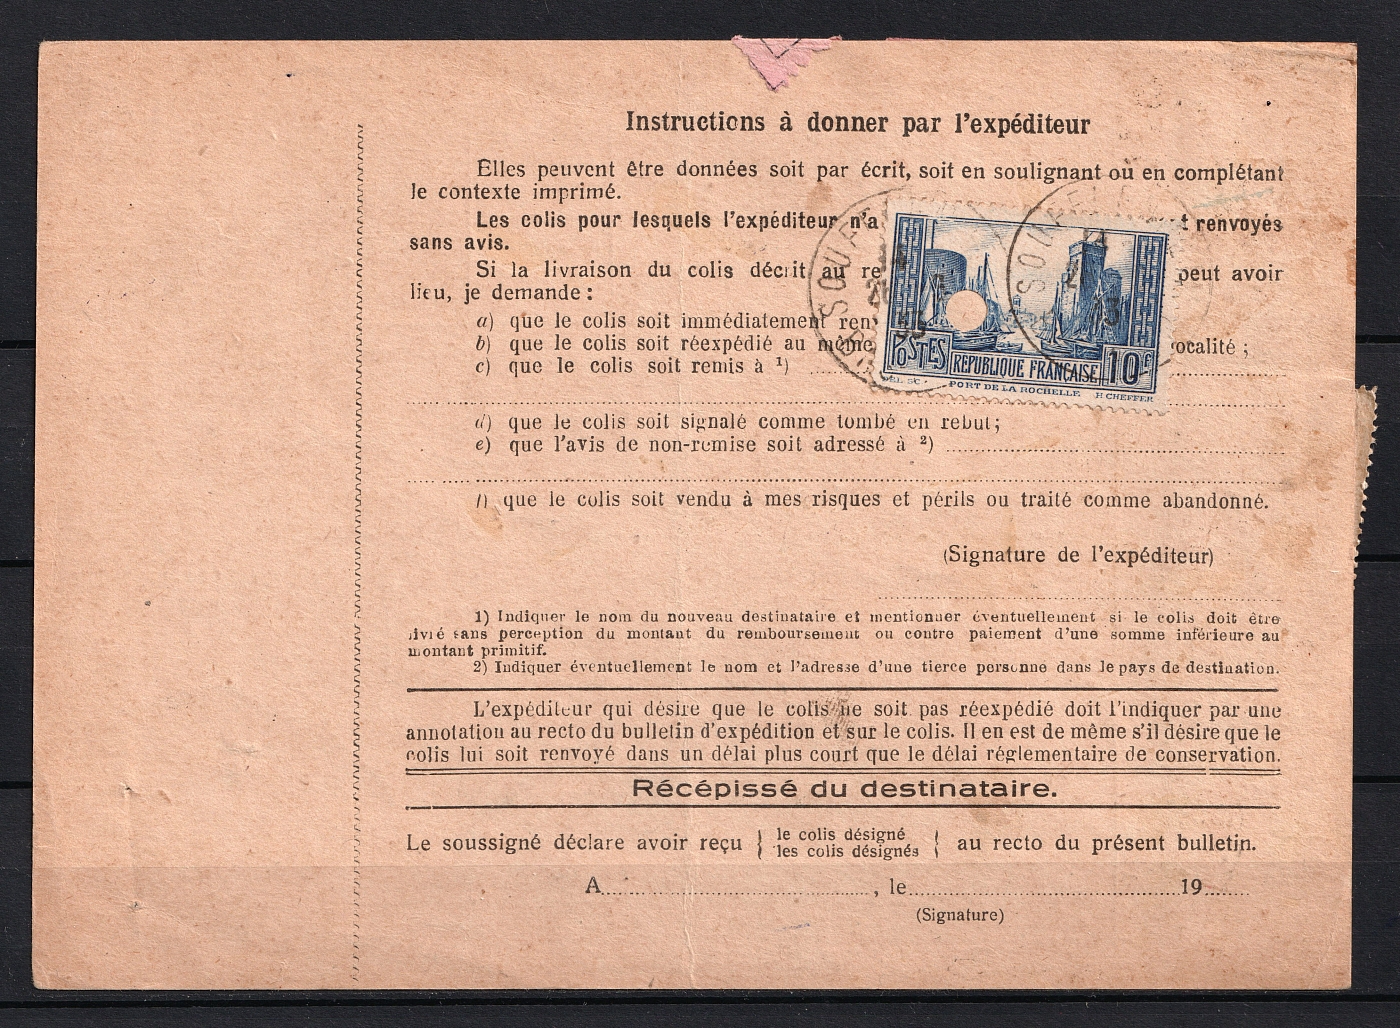 Instructions à donner par l'expéditeur
Elles peuvent être données soit par écrit, soit en soulignant ou en complétant
le contexte imprimé.
Les colis pour lesquels l'expéditeur n'a t renvoyés
sans avis.
Si la livraison du colis décrit au re peut avoir
lieu, je demande :
a) que le colis soit immédiatement ren
b) que le colis soit réexpédié au même ocalité ;
c) que le colis soit remis à ¹)
d) que le colis soit signalé comme tombé en rebut;
e) que l'avis de non-remise soit adressé à ²)
f) que le colis soit vendu à mes risques et périls ou traité comme abandonné.
(Signature de l'expéditeur)
1) Indiquer le nom du nouveau destinataire et mentionner éventuellement si le colis doit être
livré sans perception du montant du remboursement ou contre paiement d'une somme inférieure au
montant primitif.
2) Indiquer éventuellement le nom et l'adresse d'une tierce personne dans le pays de destination.
L'expéditeur qui désire que le colis ne soit pas réexpédié doit l'indiquer par une
annotation au recto du bulletin d'expédition et sur le colis. Il en est de même s'il désire que le
colis lui soit renvoyé dans un délai plus court que le délai réglementaire de conservation.
Récépissé du destinataire.
Le soussigné déclare avoir reçu { le colis désigné
les colis désignés } au recto du présent bulletin.
A , le 19
(Signature)
POSTES RÉPUBLIQUE FRANÇAISE 10F
DEL. SC. PORT DE LA ROCHELLE H CHEFFER